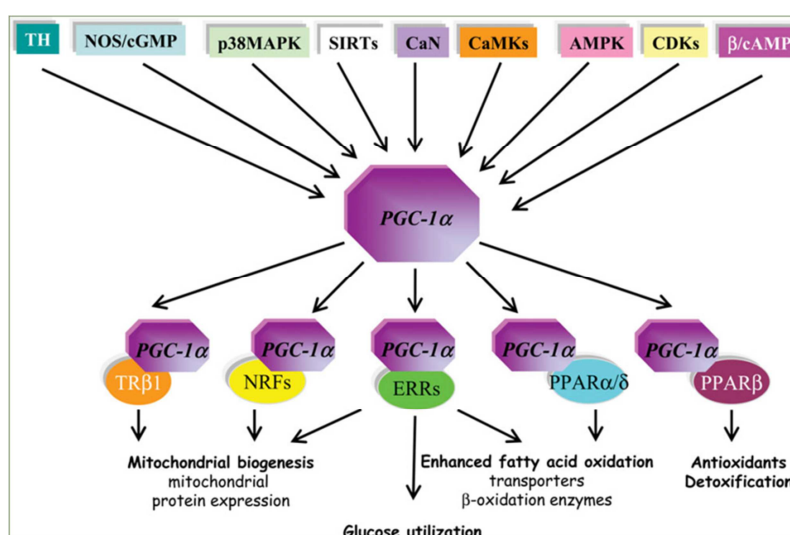 TH NOS/cGMP p38MAPK SIRTs CaN CaMKs AMPK CDKs β/cAMP
PGC-1α
PGC-1α PGC-1α PGC-1α PGC-1α PGC-1α
TRβ1 NRFs ERRs PPARα/δ PPARβ
Mitochondrial biogenesis Enhanced fatty acid oxidation Antioxidants
mitochondrial transporters Detoxification
protein expression β-oxidation enzymes
Glucose utilization